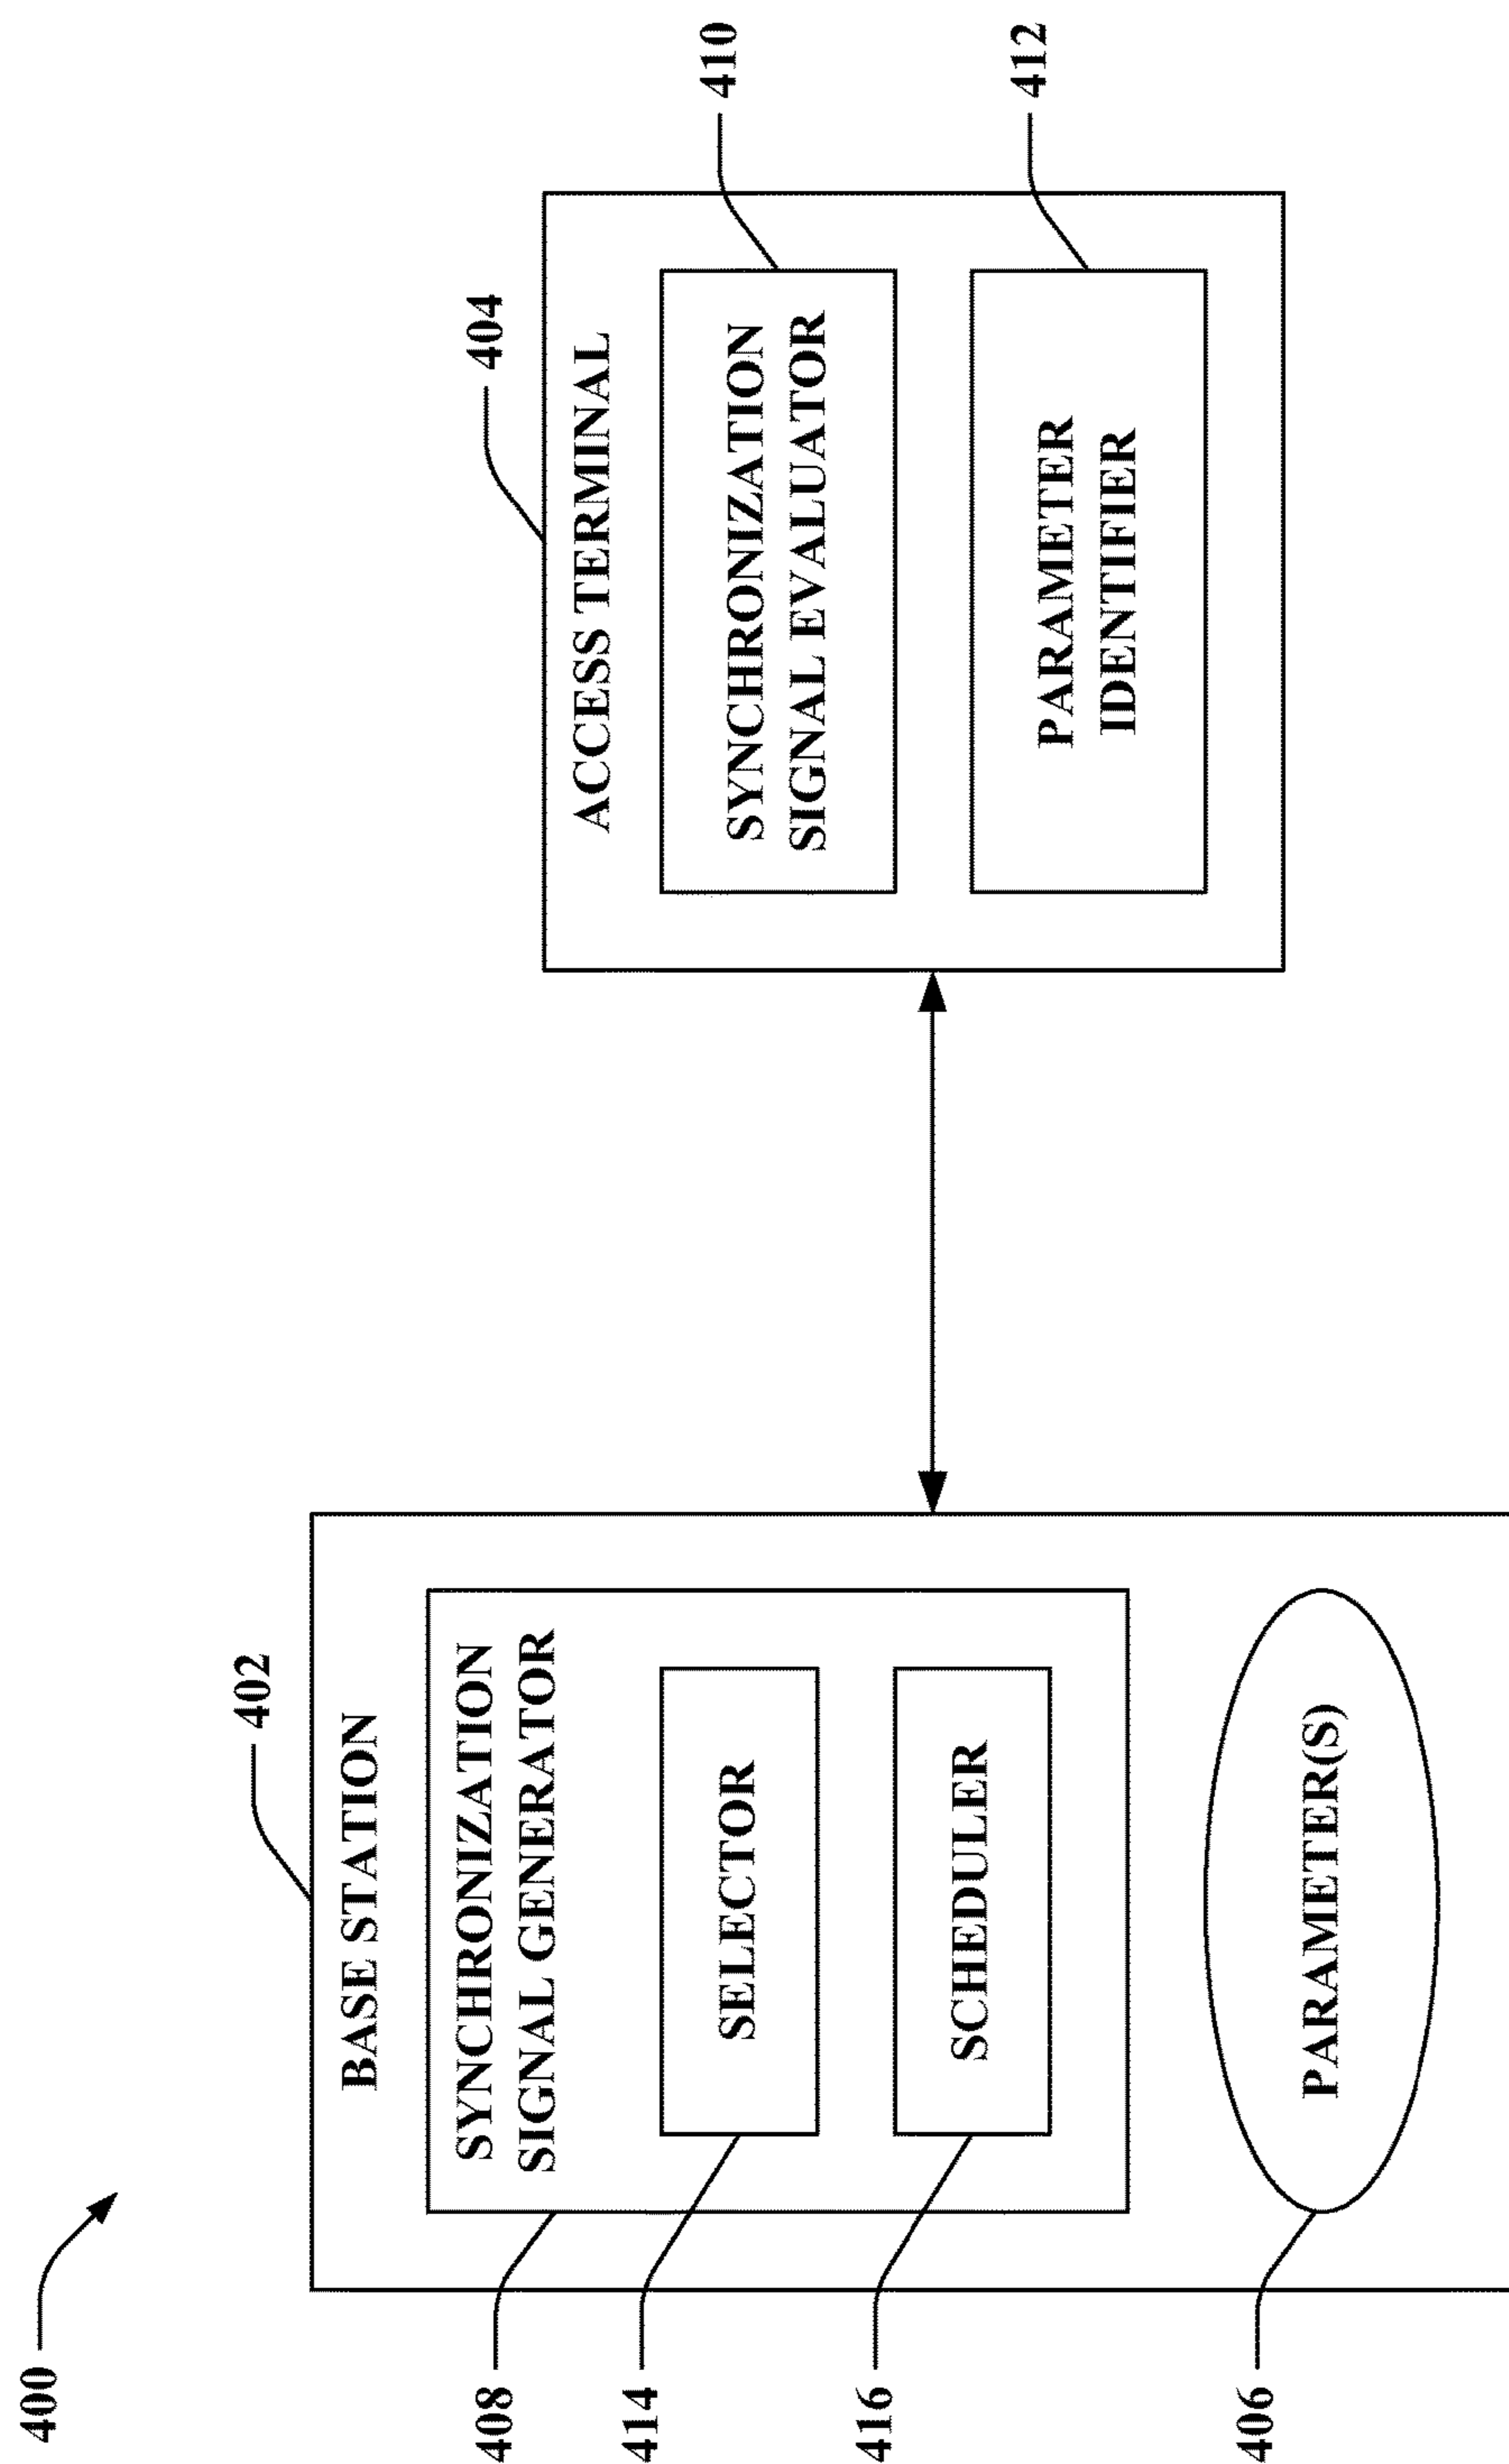 400
402
BASE STATION
408
SYNCHRONIZATION
SIGNAL GENERATOR
414
SELECTOR
416
SCHEDULER
406
PARAMETER(S)
404
ACCESS TERMINAL
410
SYNCHRONIZATION
SIGNAL EVALUATOR
412
PARAMETER
IDENTIFIER